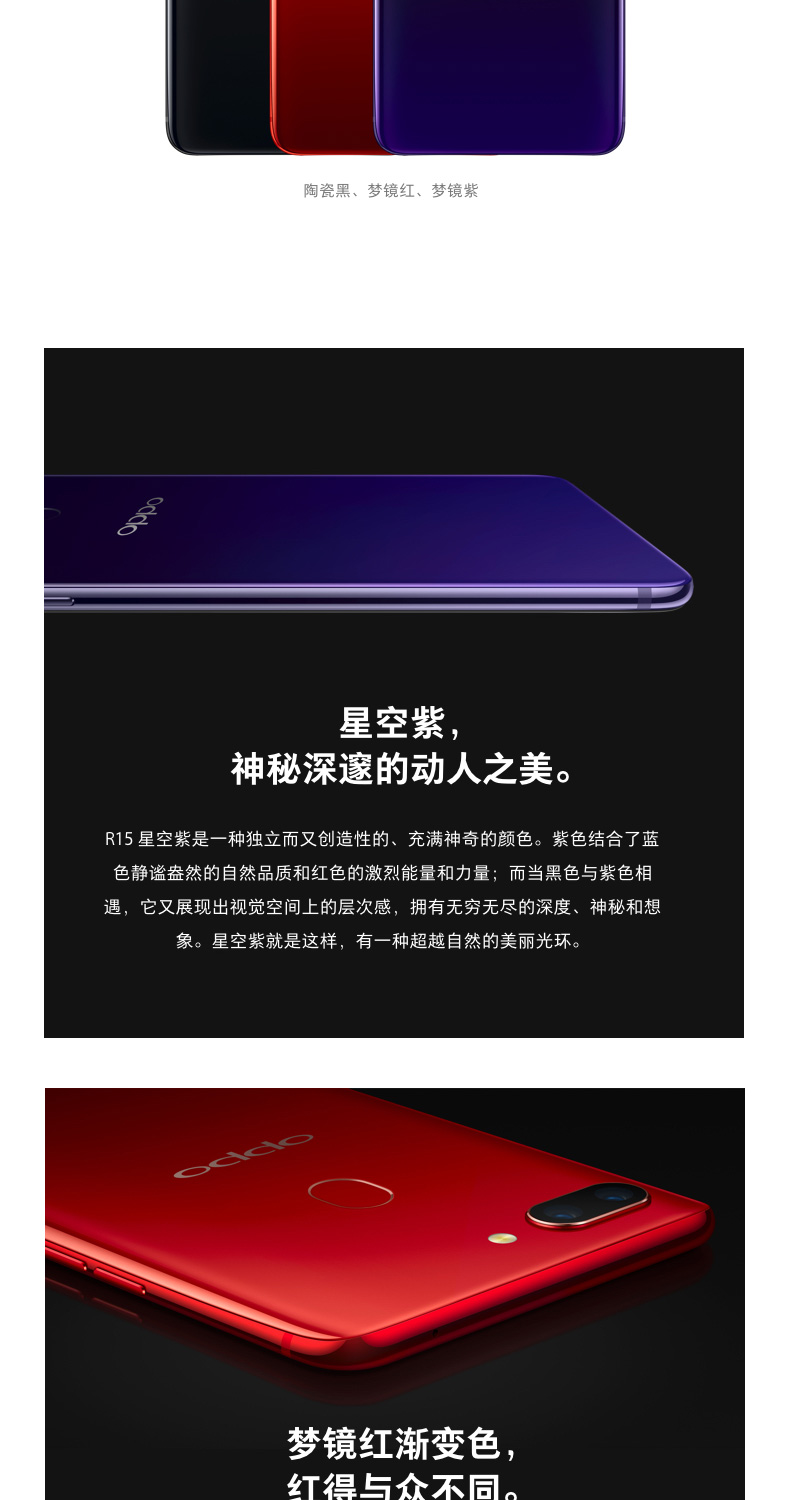 陶瓷黑、梦镜红、梦镜紫
oppo
星空紫，
神秘深邃的动人之美。
R15 星空紫是一种独立而又创造性的、充满神奇的颜色。紫色结合了蓝
色静谧盎然的自然品质和红色的激烈能量和力量；而当黑色与紫色相
遇，它又展现出视觉空间上的层次感，拥有无穷无尽的深度、神秘和想
象。星空紫就是这样，有一种超越自然的美丽光环。
oppo
梦镜红渐变色，
红得与众不同。